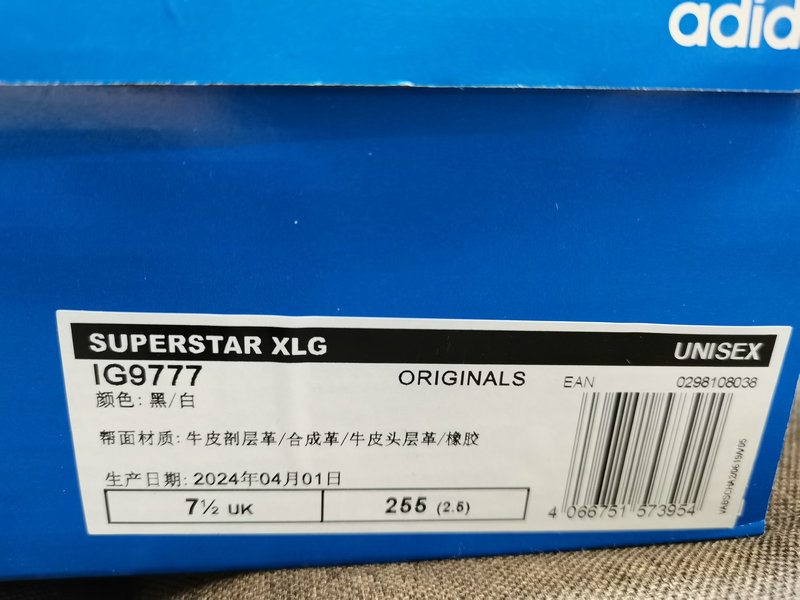 adid
SUPERSTAR XLG
UNISEX
IG9777
ORIGINALS
EAN
0298108038
颜色: 黑/白
帮面材质: 牛皮剖层革/合成革/牛皮头层革/橡胶
生产日期: 2024年04月01日
7½ UK
255 (2.5)
4 066751 573954